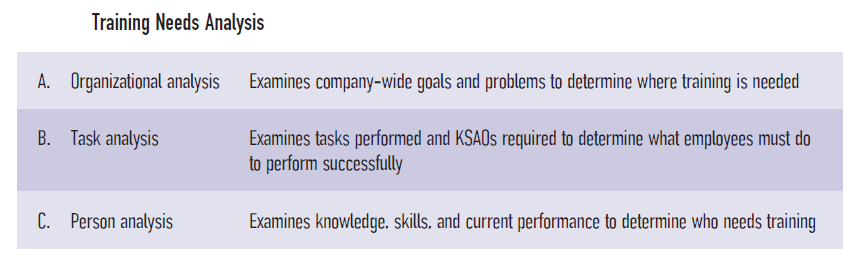 Training Needs Analysis
A. Organizational analysis Examines company-wide goals and problems to determine where training is needed
B. Task analysis Examines tasks performed and KSAOs required to determine what employees must do
to perform successfully
C. Person analysis Examines knowledge, skills, and current performance to determine who needs training